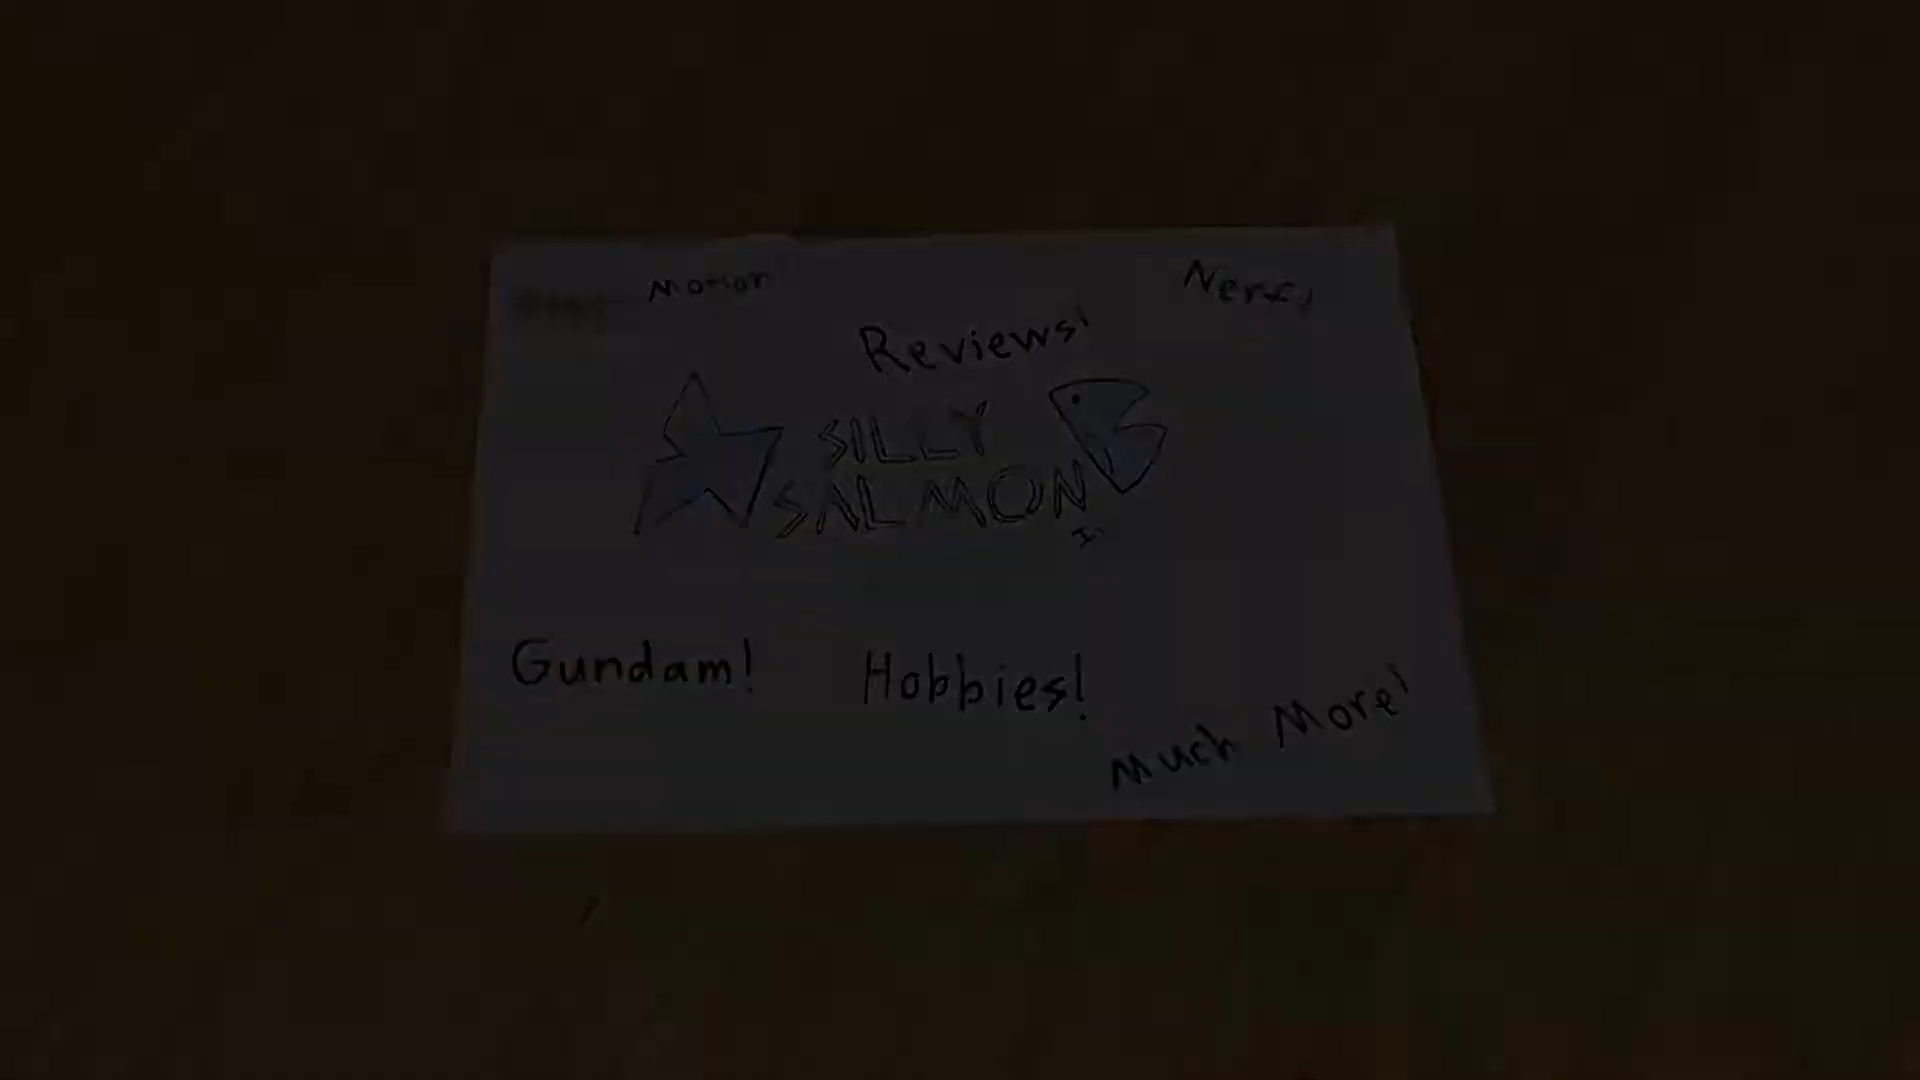 Motion!
Nerf!
Reviews!
SILLY
SALMON
Gundam!
Hobbies!
Much More!